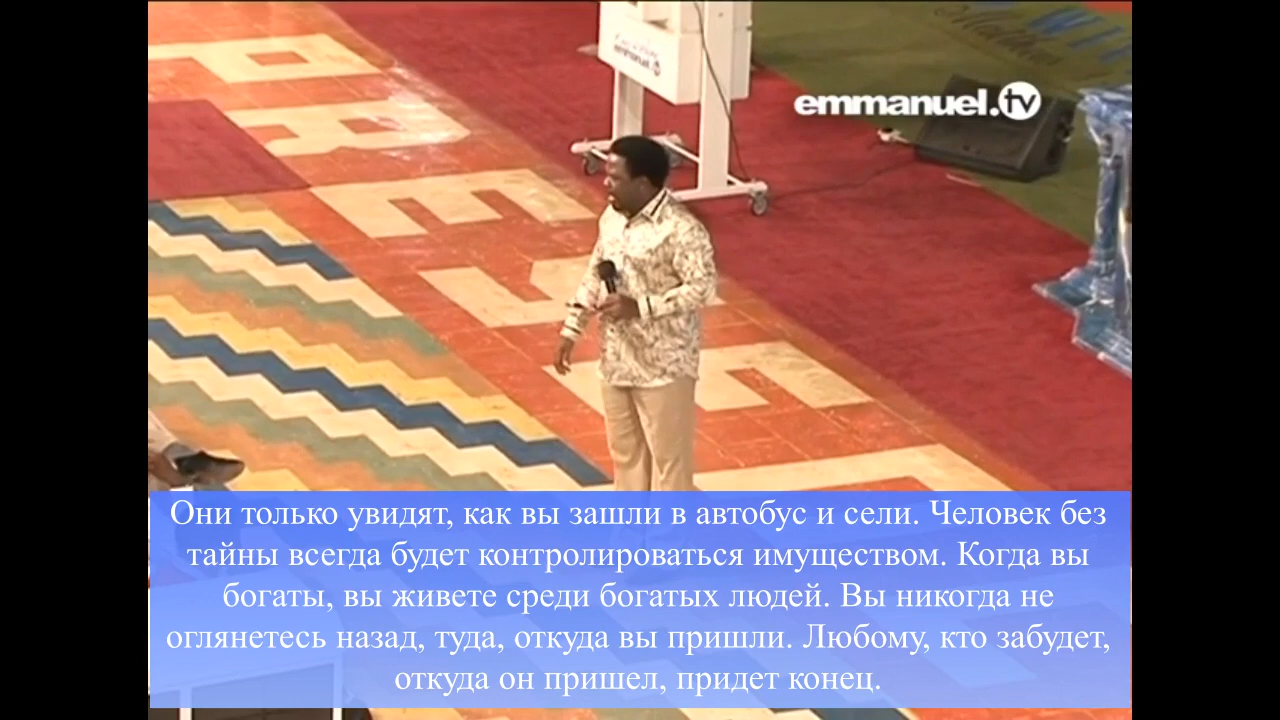 emmanuel.tv
emmanuel.tv
Они только увидят, как вы зашли в автобус и сели. Человек без
тайны всегда будет контролироваться имуществом. Когда вы
богаты, вы живете среди богатых людей. Вы никогда не
оглянетесь назад, туда, откуда вы пришли. Любому, кто забудет,
откуда он пришел, придет конец.